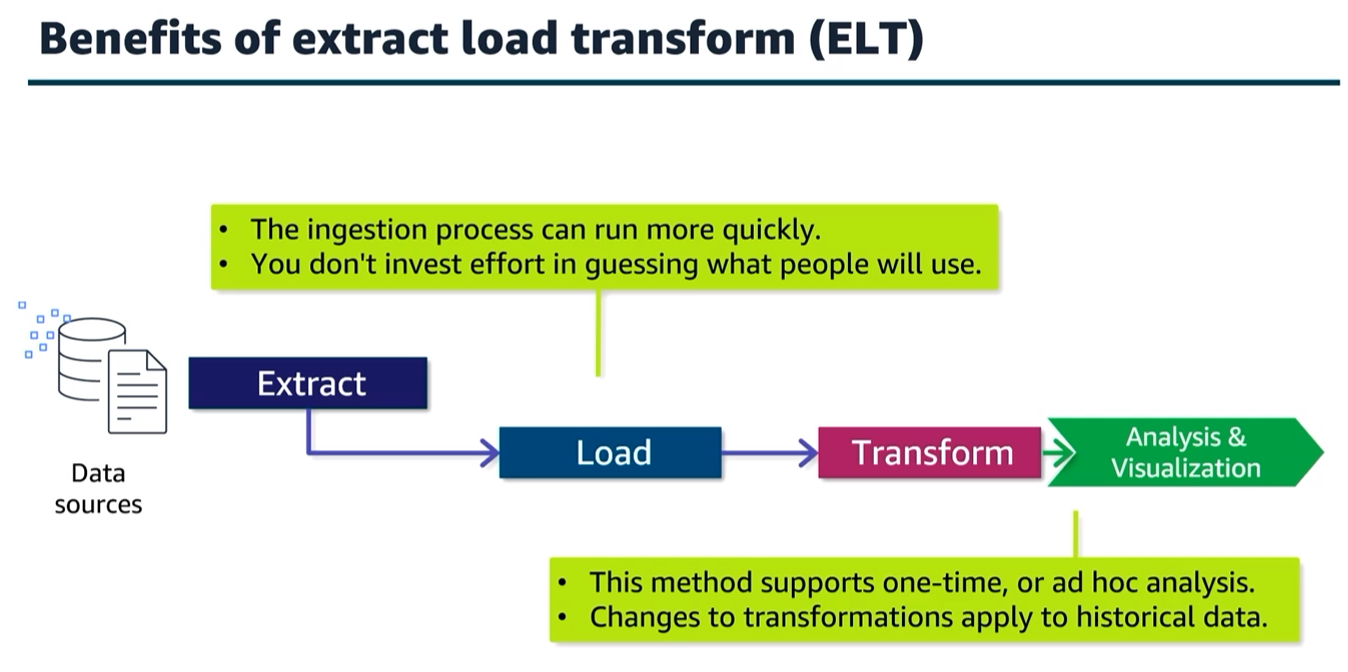 Benefits of extract load transform (ELT)
• The ingestion process can run more quickly.
• You don't invest effort in guessing what people will use.
Data
sources
Extract
Load
Transform
Analysis &
Visualization
• This method supports one-time, or ad hoc analysis.
• Changes to transformations apply to historical data.